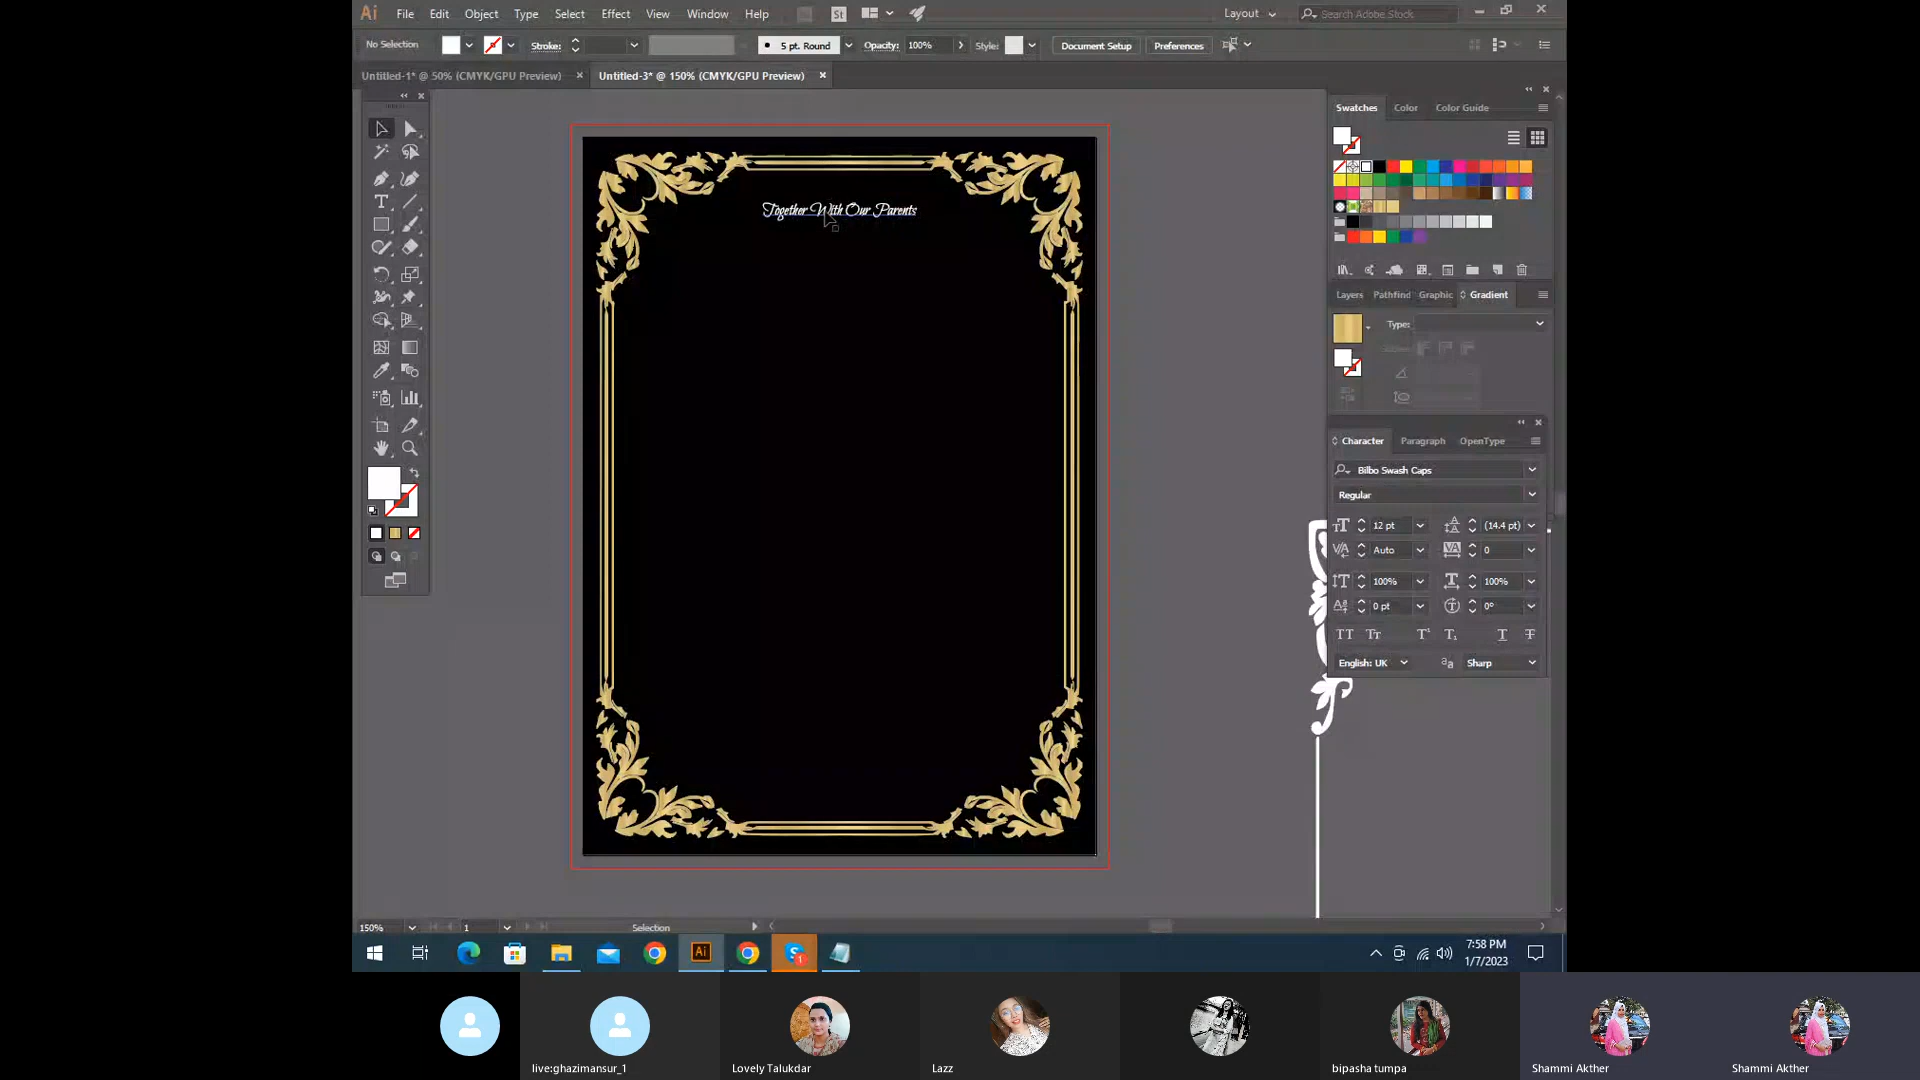 Ai File Edit Object Type Select Effect View Window Help St Layout Search Adobe Stock
No Selection Stroke: 5 pt. Round Opacity: 100% Style: Document Setup Preferences
Untitled-1* @ 50% (CMYK/GPU Preview) Untitled-3* @ 150% (CMYK/GPU Preview)
Swatches Color Color Guide
Together With Our Parents
Layers Pathfind Graphic Gradient
Type:
Character Paragraph OpenType
Bilbo Swash Caps
Regular
12 pt (14.4 pt)
Auto 0
100% 100%
0 pt 0°
English: UK Sharp
150% 1 Selection
7:58 PM
1/7/2023
live:ghazimansur_1 Lovely Talukdar Lazz bipasha tumpa Shammi Akther Shammi Akther